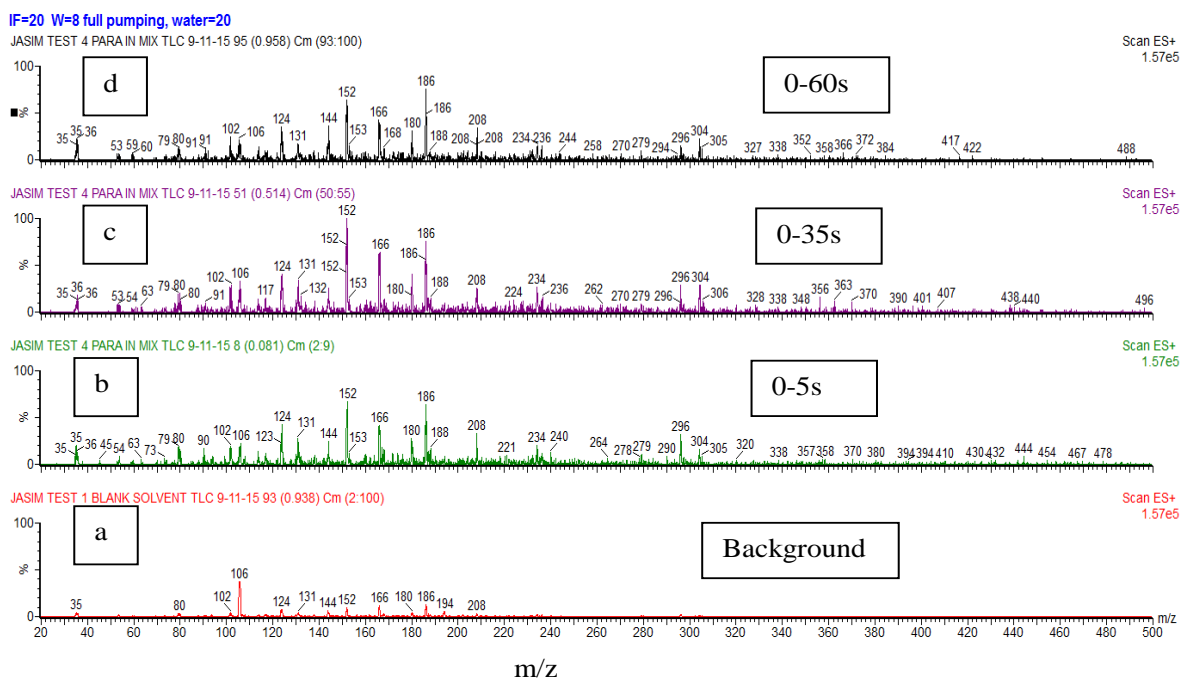 IF=20 W=8 full pumping, water=20
JASIM TEST 4 PARA IN MIX TLC 9-11-15 95 (0.958) Cm (93:100)
Scan ES+
1.57e5
100
%
d
0-60s
35 35 36 53 59 60 79 80 91 91 102 106 124 131 144 152 153 166 168 180 186 186 188 208 208 208 234 236 244 258 270 279 294 296 304 305 327 338 352 358 366 372 384 417 422 488
JASIM TEST 4 PARA IN MIX TLC 9-11-15 51 (0.514) Cm (50:55)
Scan ES+
1.57e5
100
%
0
c
0-35s
35 36 36 53 54 63 79 80 80 91 102 106 117 124 131 132 144 152 152 152 153 166 180 186 186 188 208 224 234 236 262 270 279 296 296 304 306 328 338 348 356 363 370 390 401 407 438 440 496
JASIM TEST 4 PARA IN MIX TLC 9-11-15 8 (0.081) Cm (2:9)
Scan ES+
1.57e5
100
%
0
b
0-5s
35 35 36 45 54 63 73 79 80 90 102 106 123 124 131 144 152 153 166 180 186 188 208 221 234 240 264 278 279 290 296 304 305 320 338 357 358 370 380 394 394 410 430 432 444 454 467 478
JASIM TEST 1 BLANK SOLVENT TLC 9-11-15 93 (0.938) Cm (2:100)
Scan ES+
1.57e5
100
%
0
a
Background
35 80 102 106 124 131 144 152 166 180 186 194 208
20 40 60 80 100 120 140 160 180 200 220 240 260 280 300 320 340 360 380 400 420 440 460 480 500
m/z
m/z